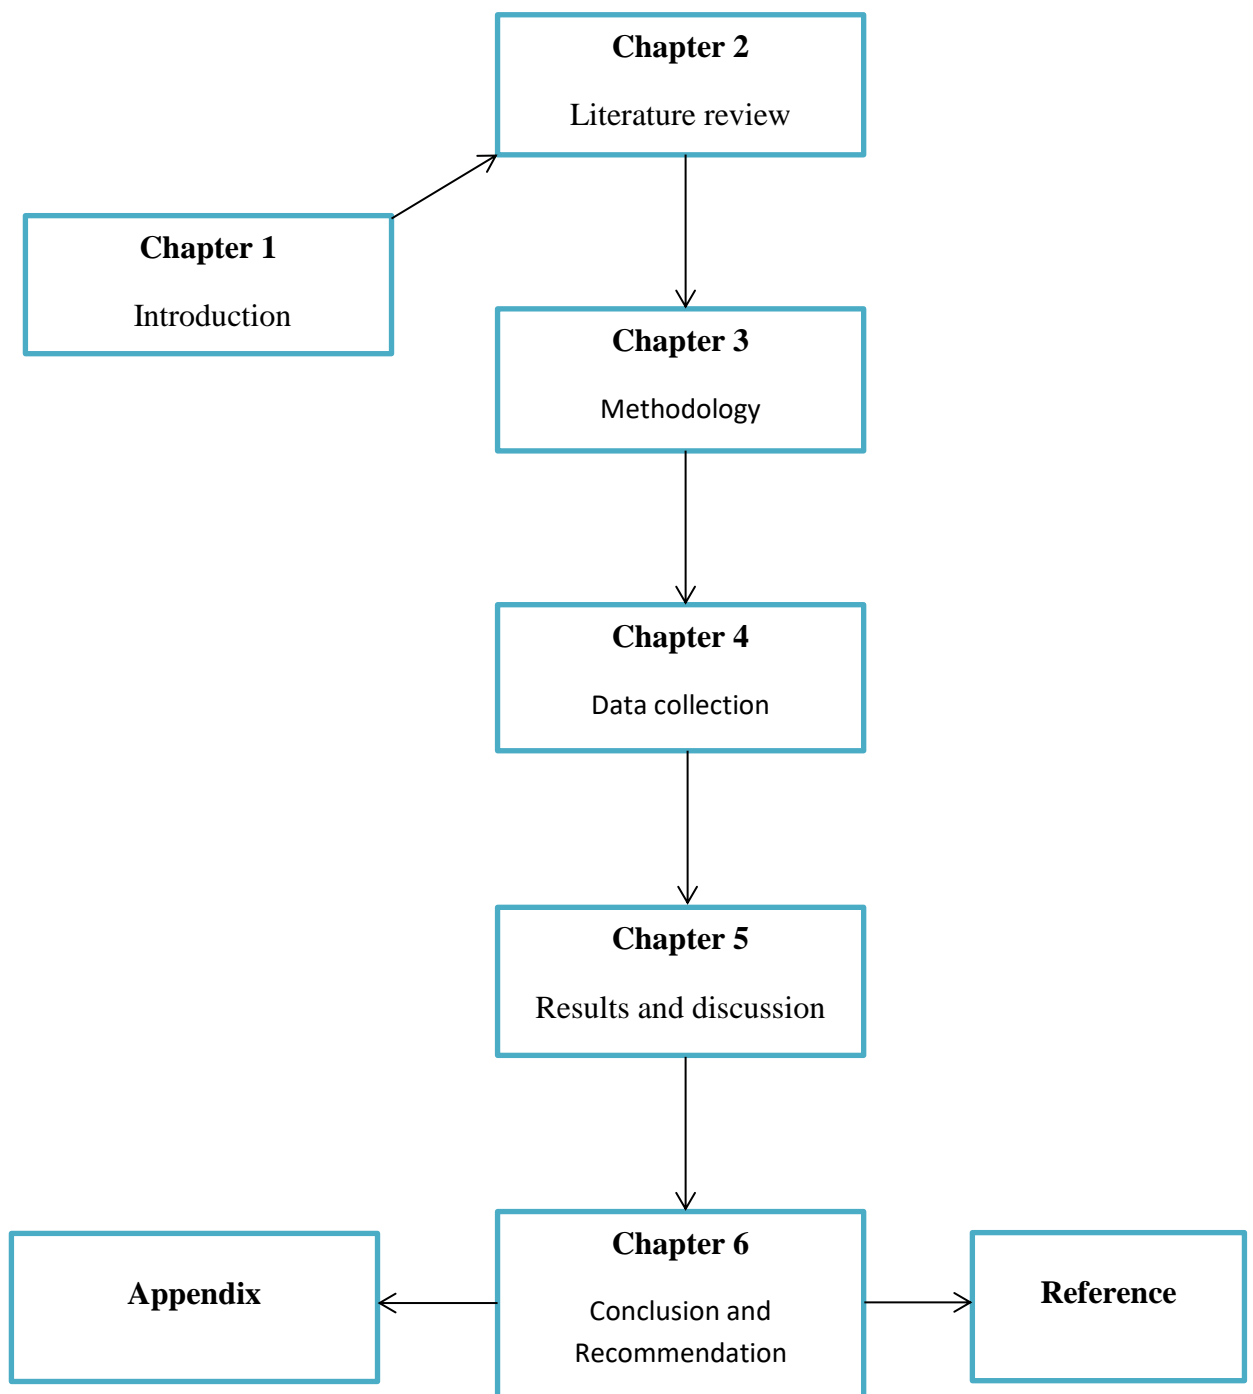 Chapter 2
Literature review
Chapter 1
Introduction
Chapter 3
Methodology
Chapter 4
Data collection
Chapter 5
Results and discussion
Chapter 6
Conclusion and
Recommendation
Appendix
Reference